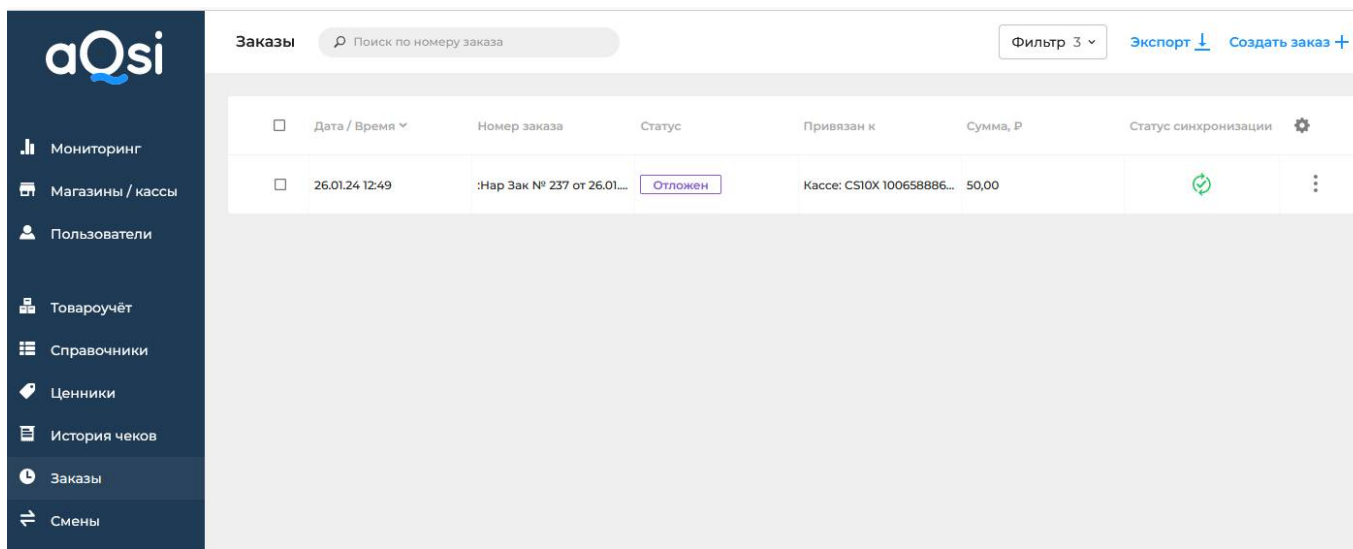 aQsi
Заказы Поиск по номеру заказа Фильтр 3 Экспорт Создать заказ
Дата / Время Номер заказа Статус Привязан к Сумма, ₽ Статус синхронизации
26.01.24 12:49 :Нар Зак № 237 от 26.01.... Отложен Кассе: CS10X 100658886... 50,00
Мониторинг
Магазины / кассы
Пользователи
Товароучёт
Справочники
Ценники
История чеков
Заказы
Смены